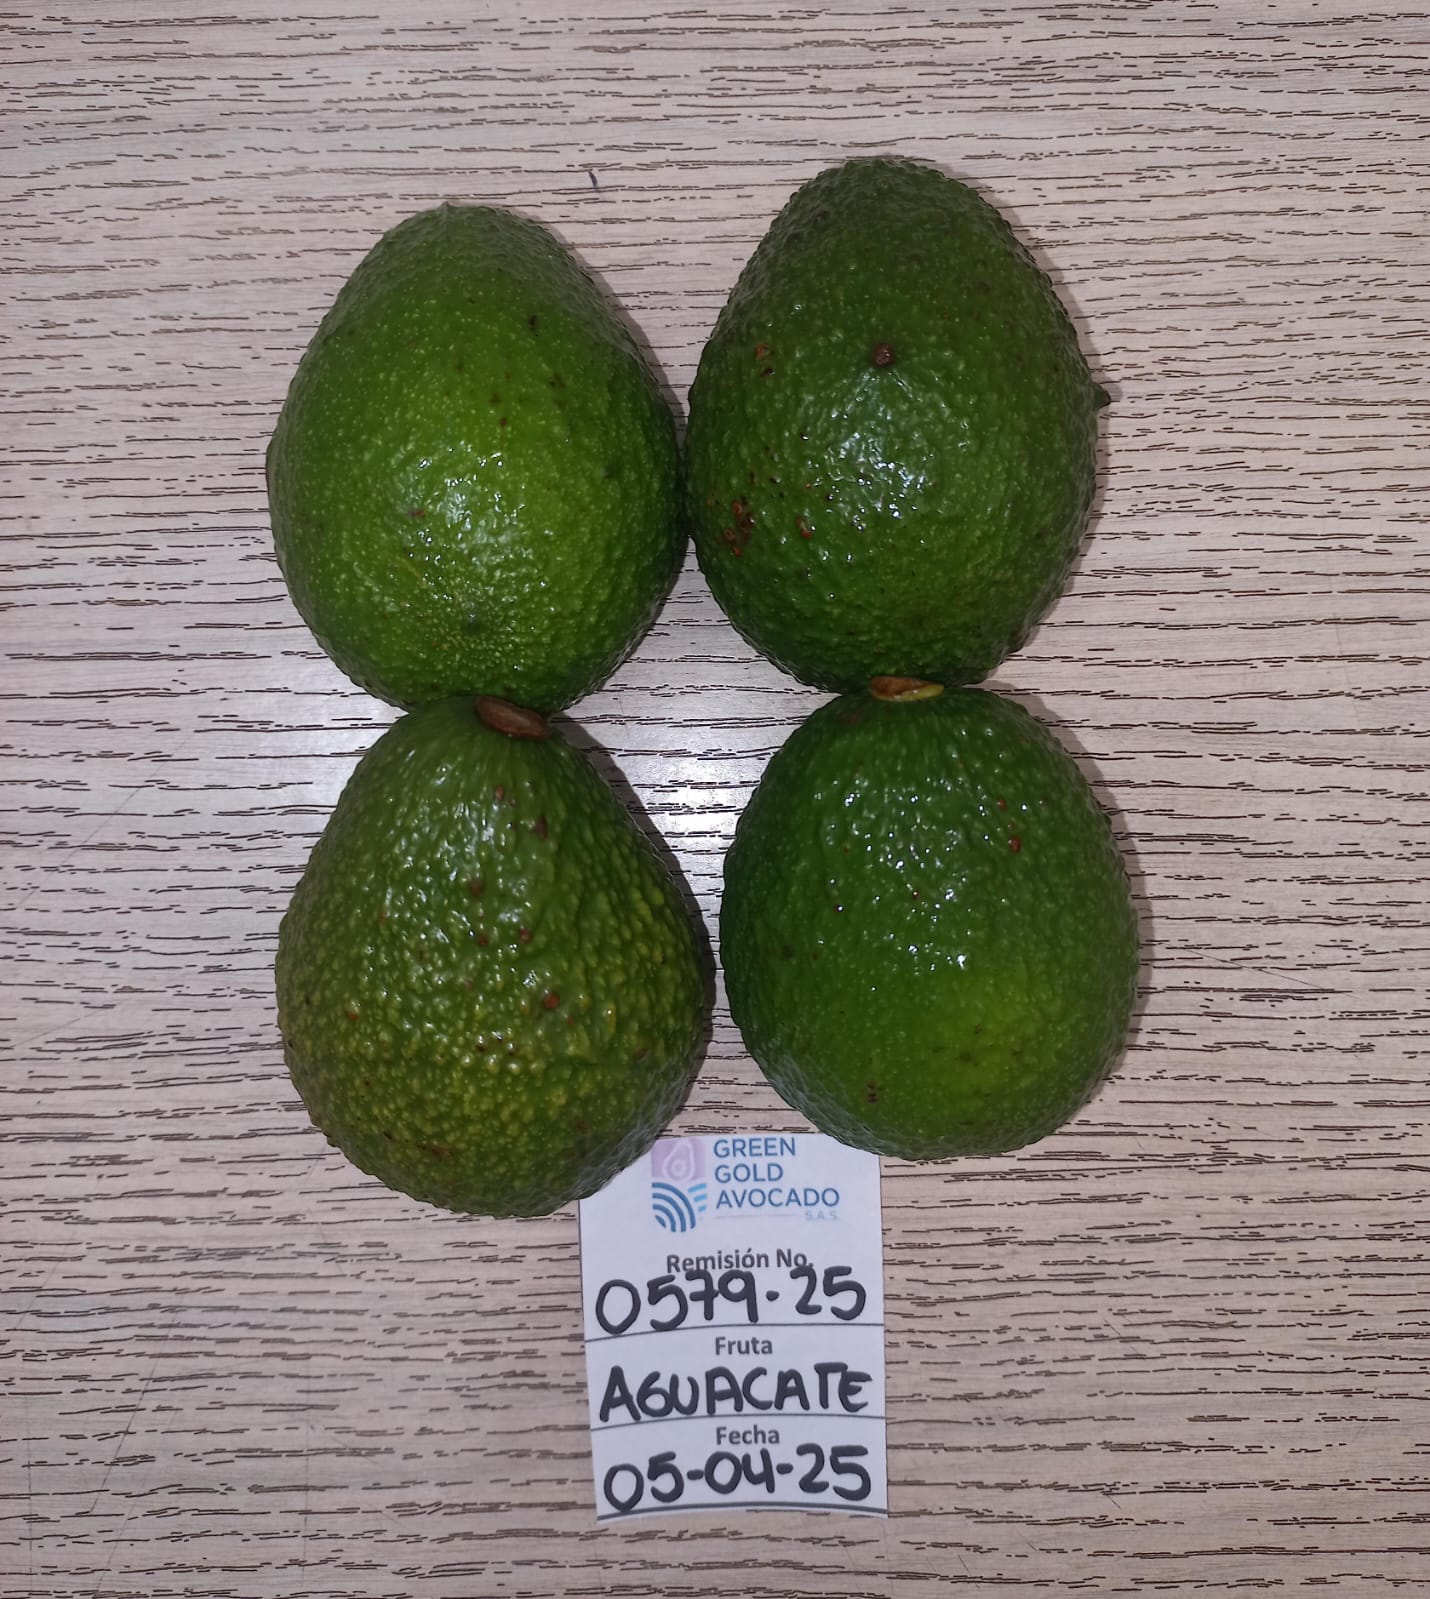 GREEN
GOLD
AVOCADO
S.A.S.
Remisión No.
0579-25
Fruta
AGUACATE
Fecha
05-04-25